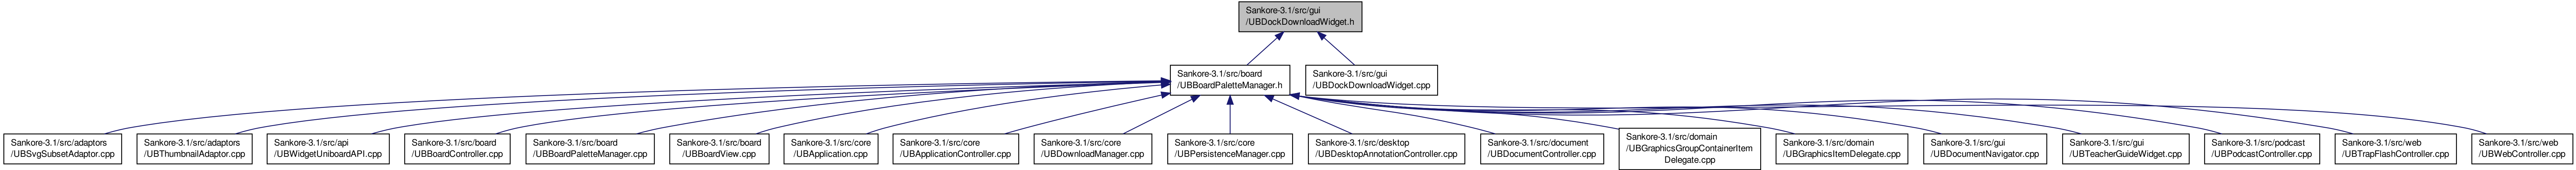 Sankore-3.1/src/gui
/UBDockDownloadWidget.h
Sankore-3.1/src/board
/UBBoardPaletteManager.h
Sankore-3.1/src/gui
/UBDockDownloadWidget.cpp
Sankore-3.1/src/adaptors
/UBSvgSubsetAdaptor.cpp
Sankore-3.1/src/adaptors
/UBThumbnailAdaptor.cpp
Sankore-3.1/src/api
/UBWidgetUniboardAPI.cpp
Sankore-3.1/src/board
/UBBoardController.cpp
Sankore-3.1/src/board
/UBBoardPaletteManager.cpp
Sankore-3.1/src/board
/UBBoardView.cpp
Sankore-3.1/src/core
/UBApplication.cpp
Sankore-3.1/src/core
/UBApplicationController.cpp
Sankore-3.1/src/core
/UBDownloadManager.cpp
Sankore-3.1/src/core
/UBPersistenceManager.cpp
Sankore-3.1/src/desktop
/UBDesktopAnnotationController.cpp
Sankore-3.1/src/document
/UBDocumentController.cpp
Sankore-3.1/src/domain
/UBGraphicsGroupContainerItem
Delegate.cpp
Sankore-3.1/src/domain
/UBGraphicsItemDelegate.cpp
Sankore-3.1/src/gui
/UBDocumentNavigator.cpp
Sankore-3.1/src/gui
/UBTeacherGuideWidget.cpp
Sankore-3.1/src/podcast
/UBPodcastController.cpp
Sankore-3.1/src/web
/UBTrapFlashController.cpp
Sankore-3.1/src/web
/UBWebController.cpp